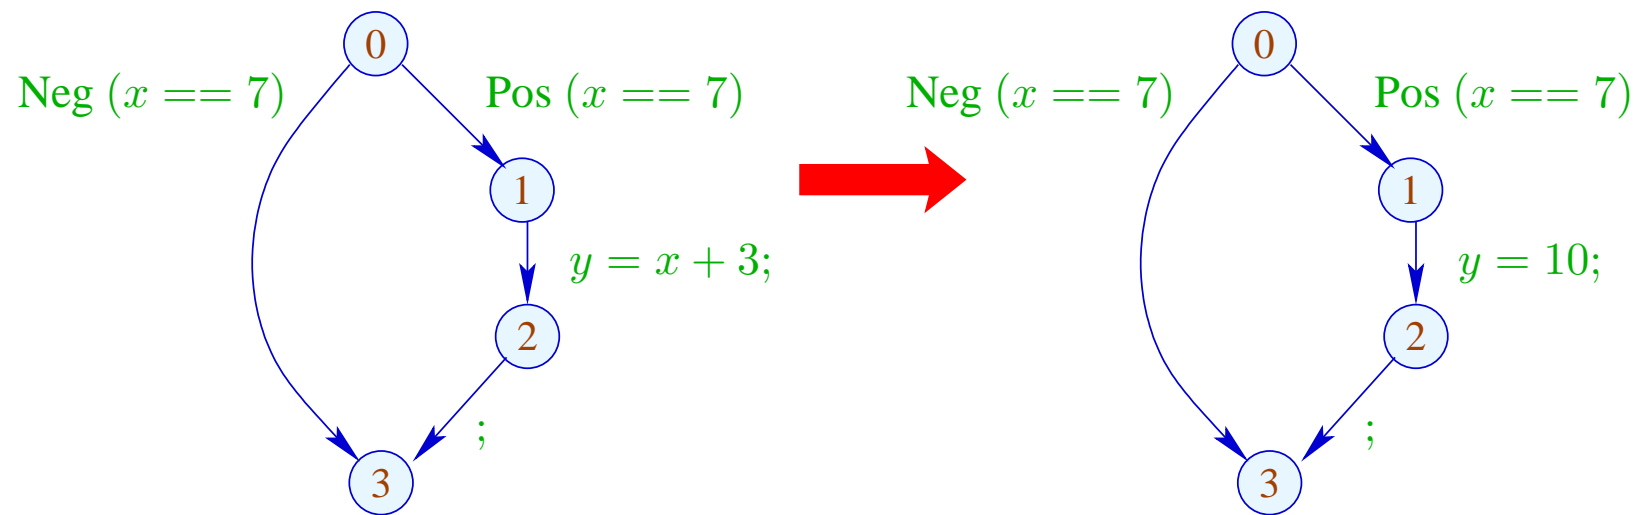 0
Neg (x == 7)
Pos (x == 7)
1
y = x + 3;
2
;
3
0
Neg (x == 7)
Pos (x == 7)
1
y = 10;
2
;
3